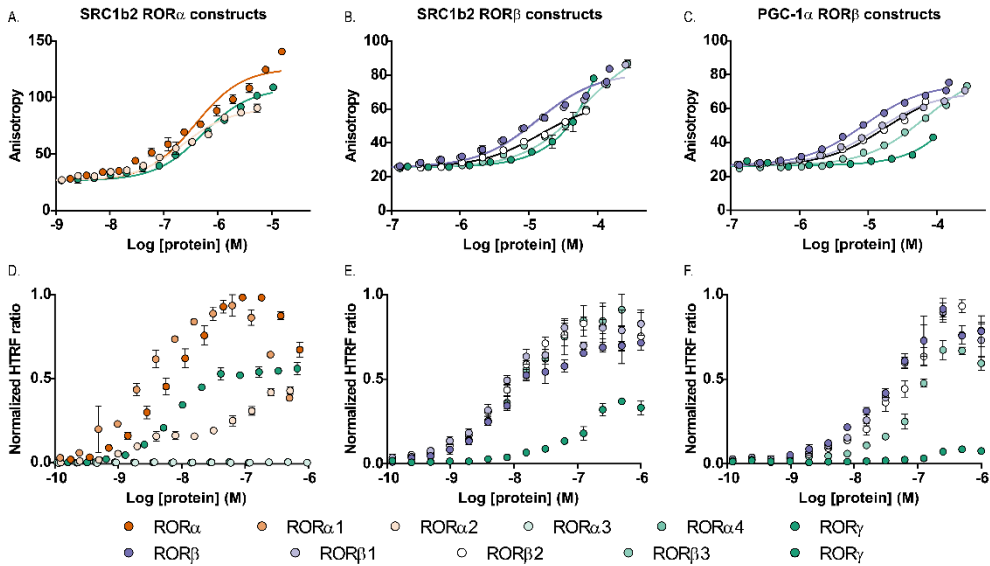 A. SRC1b2 RORα constructs
Anisotropy
150
100
50
0
-9 -8 -7 -6 -5
Log [protein] (M)
B. SRC1b2 RORβ constructs
Anisotropy
100
80
60
40
20
0
-7 -6 -5 -4
Log [protein] (M)
C. PGC-1α RORβ constructs
Anisotropy
100
80
60
40
20
0
-7 -6 -5 -4
Log [protein] (M)
D.
Normalized HTRF ratio
1.0
0.5
0.0
-10 -9 -8 -7 -6
Log [protein] (M)
E.
Normalized HTRF ratio
1.0
0.5
0.0
-10 -9 -8 -7 -6
Log [protein] (M)
F.
Normalized HTRF ratio
1.0
0.5
0.0
-10 -9 -8 -7 -6
Log [protein] (M)
RORα RORα1 RORα2 RORα3 RORα4 RORγ
RORβ RORβ1 RORβ2 RORβ3 RORγ